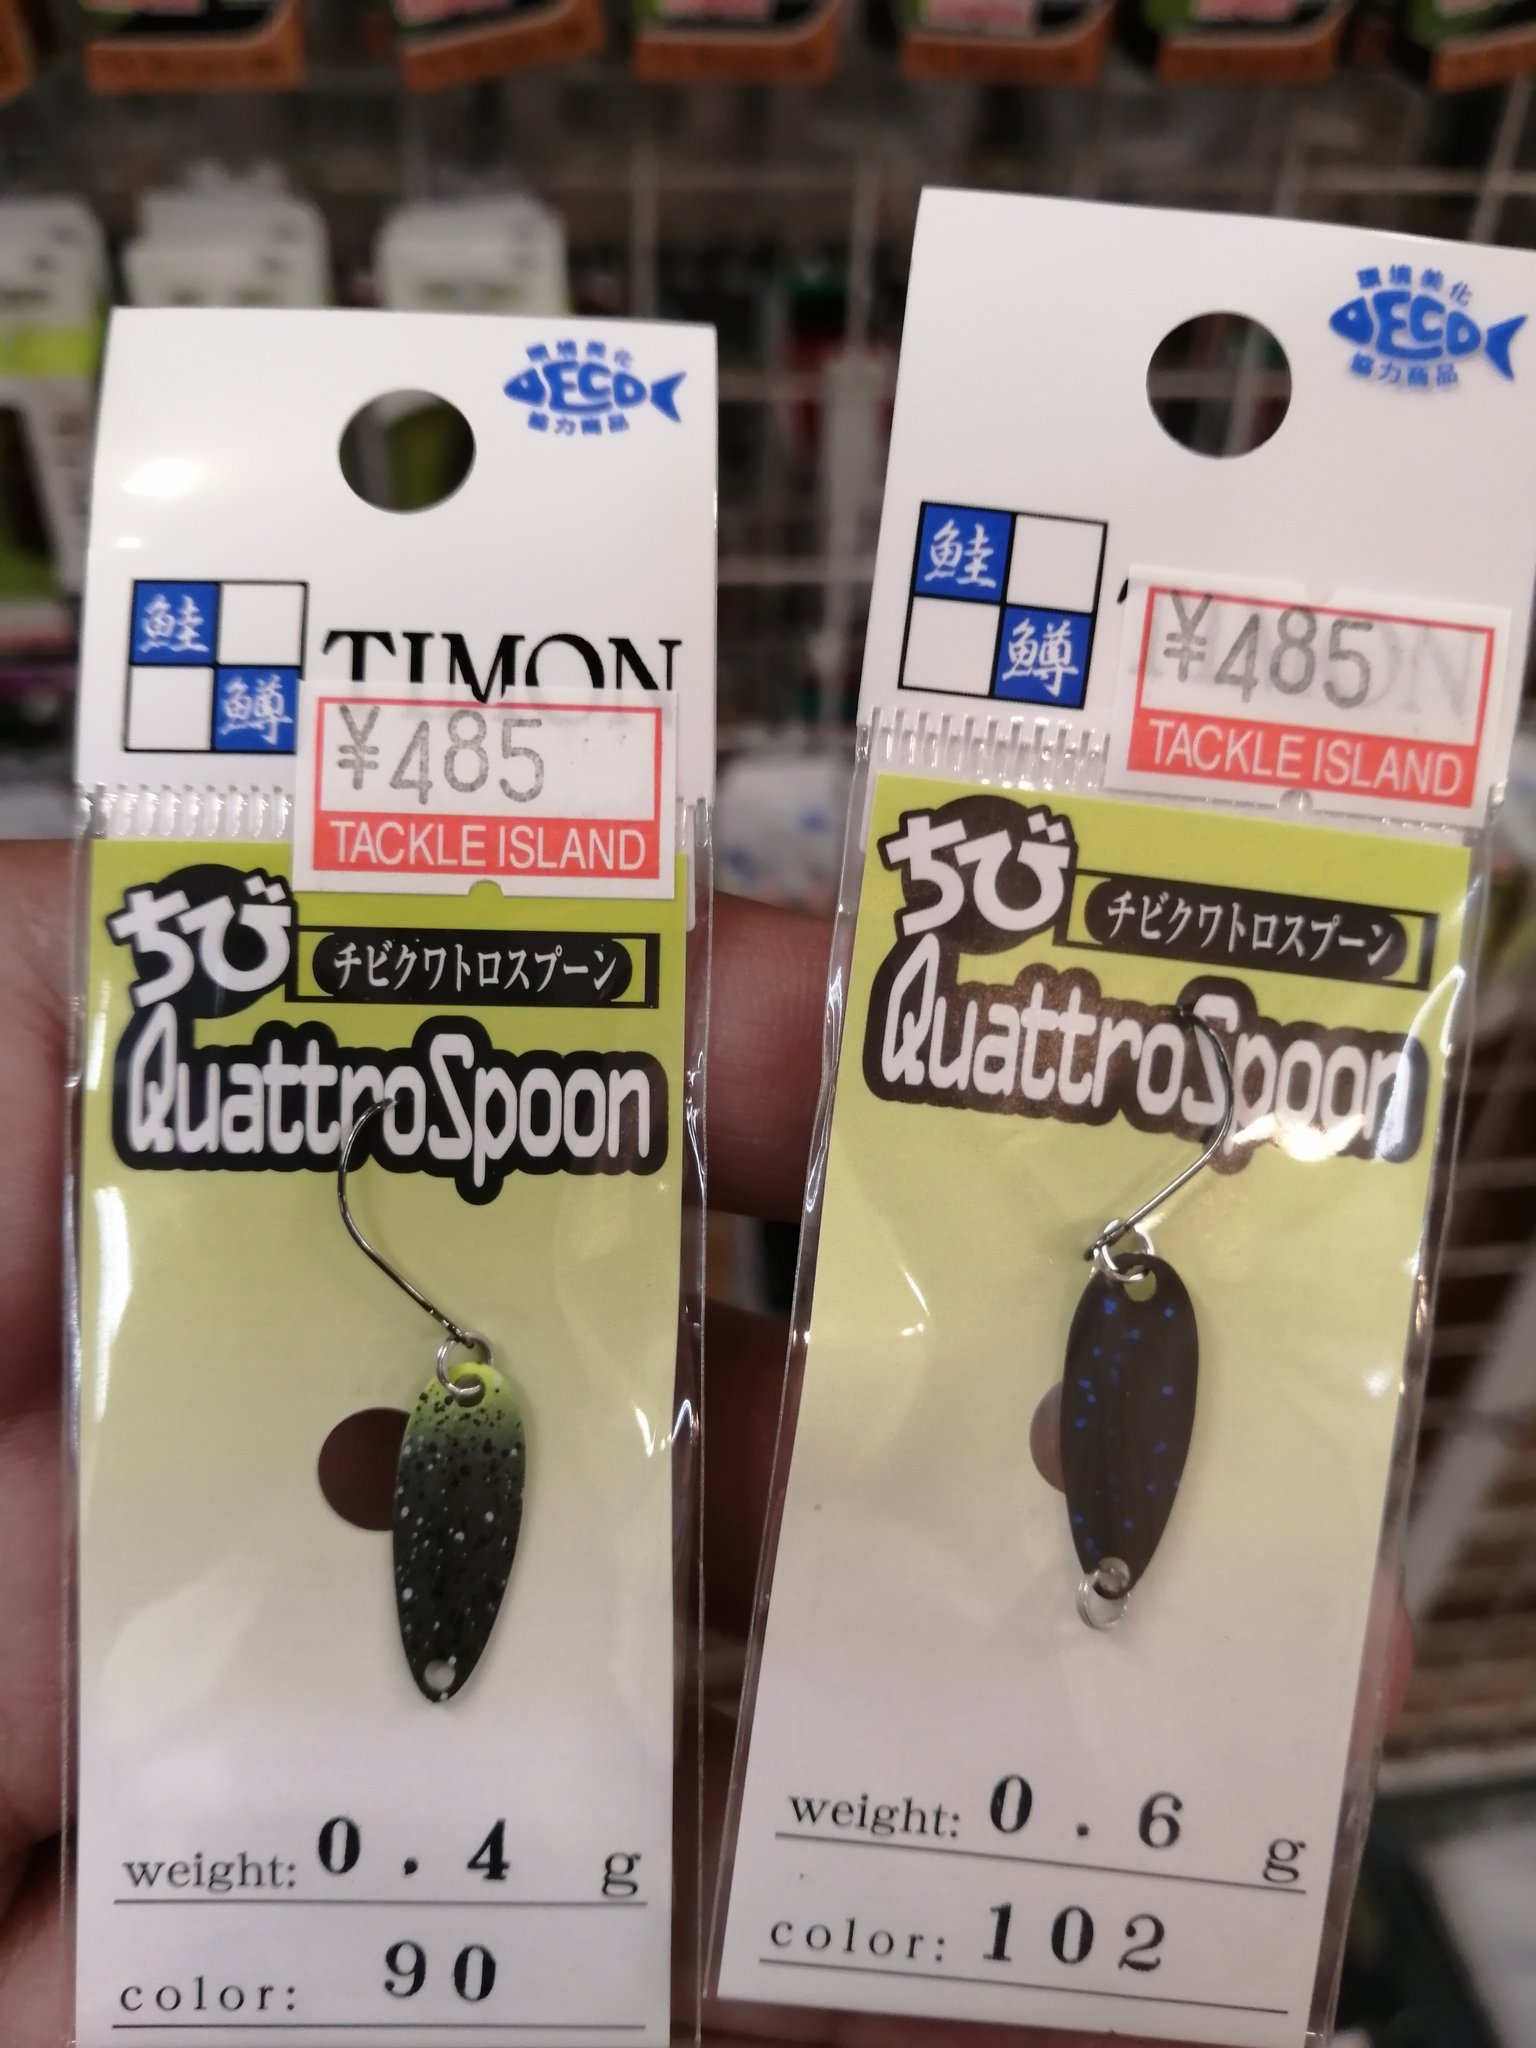 環境美化
ECO
協力商品
鮭
鱒
TIMON
¥485
TACKLE ISLAND
ちび
チビクワトロスプーン
QuattroSpoon
weight: 0.4 g
color: 90
環境美化
ECO
協力商品
鮭
鱒
¥485
TACKLE ISLAND
ちび
チビクワトロスプーン
QuattroSpoon
weight: 0.6 g
color: 102